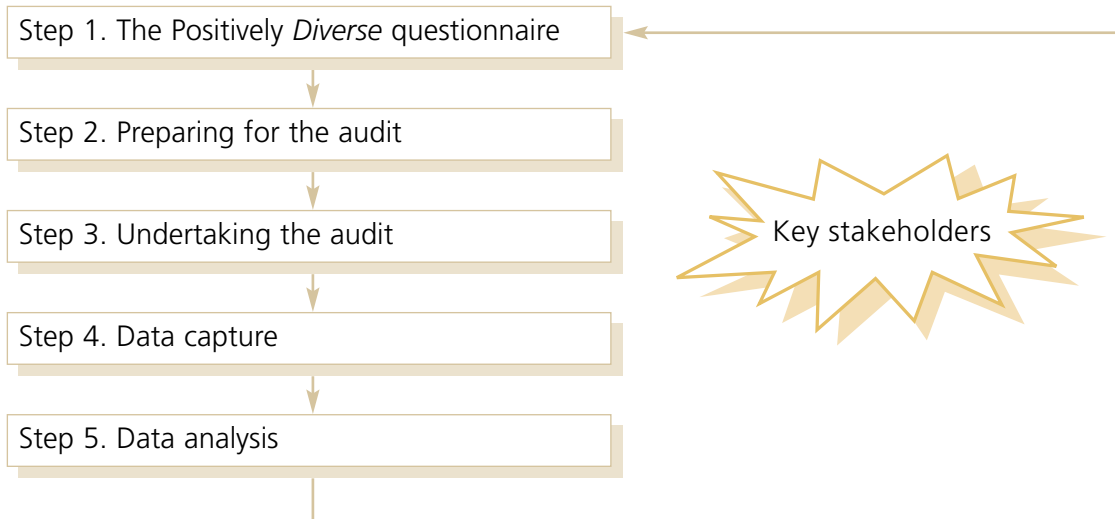 Step 1. The Positively Diverse questionnaire
Step 2. Preparing for the audit
Step 3. Undertaking the audit
Key stakeholders
Step 4. Data capture
Step 5. Data analysis